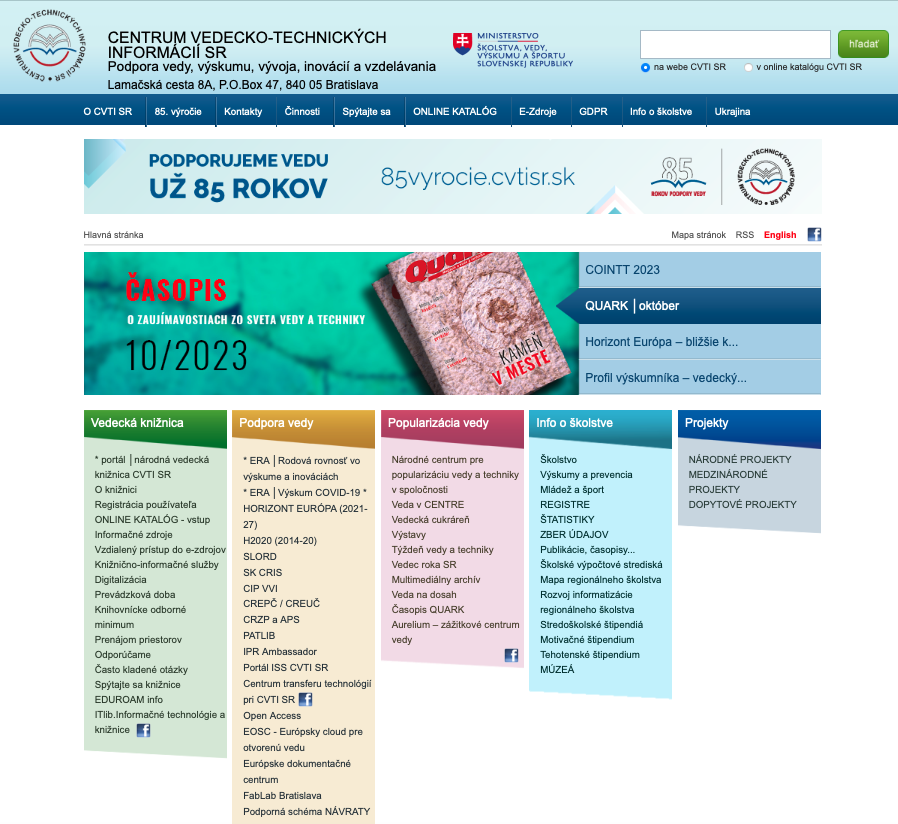 CENTRUM VEDECKO-TECHNICKÝCH INFORMÁCIÍ SR
CENTRUM VEDECKO-TECHNICKÝCH
INFORMÁCIÍ SR
Podpora vedy, výskumu, vývoja, inovácií a vzdelávania
Lamačská cesta 8A, P.O.Box 47, 840 05 Bratislava
MINISTERSTVO
ŠKOLSTVA, VEDY,
VÝSKUMU A ŠPORTU
SLOVENSKEJ REPUBLIKY
hľadať
na webe CVTI SR
v online katalógu CVTI SR
O CVTI SR
85. výročie
Kontakty
Činnosti
Spýtajte sa
ONLINE KATALÓG
E-Zdroje
GDPR
Info o školstve
Ukrajina
PODPORUJEME VEDU
UŽ 85 ROKOV
85vyrocie.cvtisr.sk
85
ROKOV PODPORY VEDY
CENTRUM VEDECKO-TECHNICKÝCH INFORMÁCIÍ SR
Hlavná stránka
Mapa stránok
RSS
English
ČASOPIS
O ZAUJÍMAVOSTIACH ZO SVETA VEDY A TECHNIKY
10/2023
Quark
KAMEŇ
V MESTE
COINTT 2023
QUARK │október
Horizont Európa – bližšie k...
Profil výskumníka – vedecký...
Vedecká knižnica
* portál │národná vedecká
knižnica CVTI SR
O knižnici
Registrácia používateľa
ONLINE KATALÓG - vstup
Informačné zdroje
Vzdialený prístup do e-zdrojov
Knižnično-informačné služby
Digitalizácia
Prevádzková doba
Knihovnícke odborné
minimum
Prenájom priestorov
Odporúčame
Často kladené otázky
Spýtajte sa knižnice
EDUROAM info
ITlib.Informačné technológie a
knižnice
Podpora vedy
* ERA │Rodová rovnosť vo
výskume a inováciách
* ERA │Výskum COVID-19 *
HORIZONT EURÓPA (2021-
27)
H2020 (2014-20)
SLORD
SK CRIS
CIP VVI
CREPČ / CREUČ
CRZP a APS
PATLIB
IPR Ambassador
Portál ISS CVTI SR
Centrum transferu technológií
pri CVTI SR
Open Access
EOSC - Európsky cloud pre
otvorenú vedu
Európske dokumentačné
centrum
FabLab Bratislava
Podporná schéma NÁVRATY
Popularizácia vedy
Národné centrum pre
popularizáciu vedy a techniky
v spoločnosti
Veda v CENTRE
Vedecká cukráreň
Výstavy
Týždeň vedy a techniky
Vedec roka SR
Multimediálny archív
Veda na dosah
Časopis QUARK
Aurelium – zážitkové centrum
vedy
Info o školstve
Školstvo
Výskumy a prevencia
Mládež a šport
REGISTRE
ŠTATISTIKY
ZBER ÚDAJOV
Publikácie, časopisy...
Školské výpočtové strediská
Mapa regionálneho školstva
Rozvoj informatizácie
regionálneho školstva
Stredoškolské štipendiá
Motivačné štipendium
Tehotenské štipendium
MÚZEÁ
Projekty
NÁRODNÉ PROJEKTY
MEDZINÁRODNÉ
PROJEKTY
DOPYTOVÉ PROJEKTY